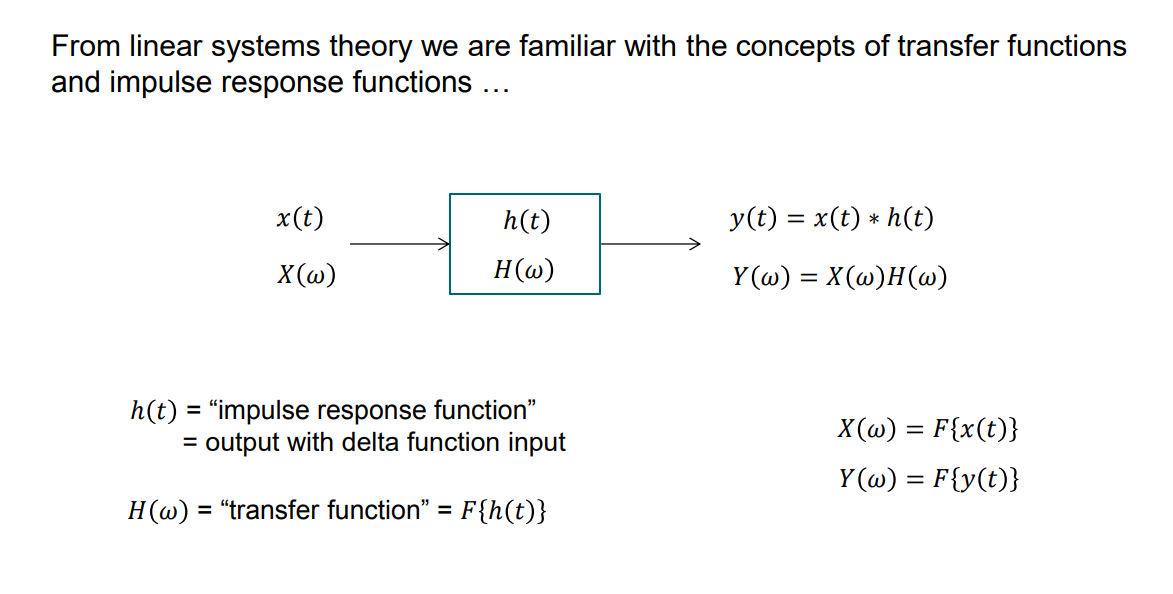 From linear systems theory we are familiar with the concepts of transfer functions
and impulse response functions …
x(t)
h(t)
y(t) = x(t) ∗ h(t)
X(ω)
H(ω)
Y(ω) = X(ω)H(ω)
h(t) = “impulse response function”
= output with delta function input
X(ω) = F{x(t)}
Y(ω) = F{y(t)}
H(ω) = “transfer function” = F{h(t)}